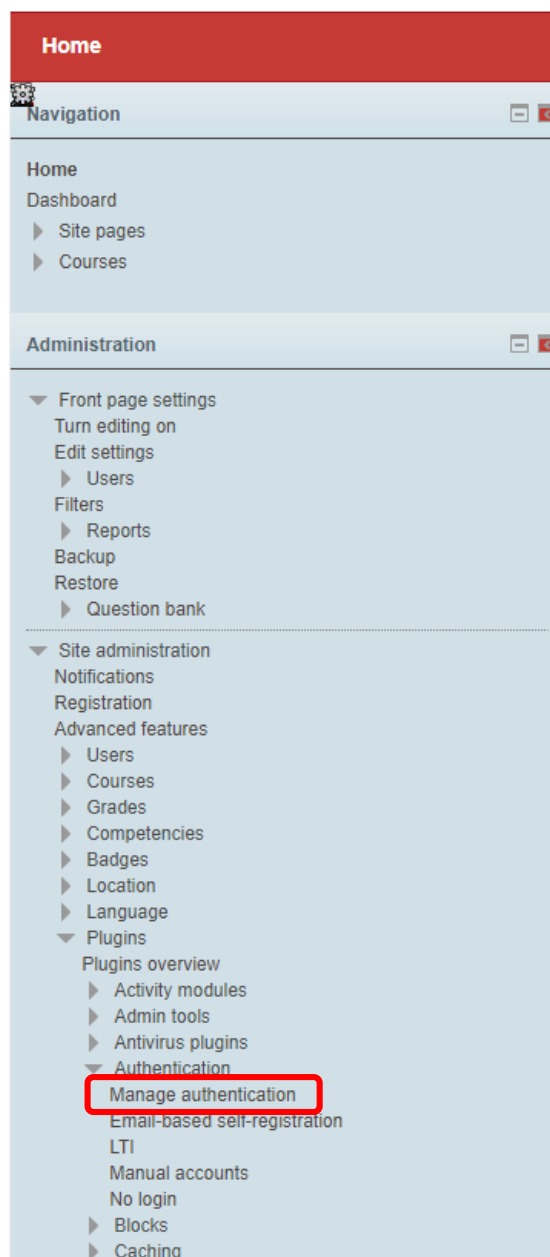 Home
Navigation
Home
Dashboard
Site pages
Courses
Administration
Front page settings
Turn editing on
Edit settings
Users
Filters
Reports
Backup
Restore
Question bank
Site administration
Notifications
Registration
Advanced features
Users
Courses
Grades
Competencies
Badges
Location
Language
Plugins
Plugins overview
Activity modules
Admin tools
Antivirus plugins
Authentication
Manage authentication
Email-based self-registration
LTI
Manual accounts
No login
Blocks
Caching